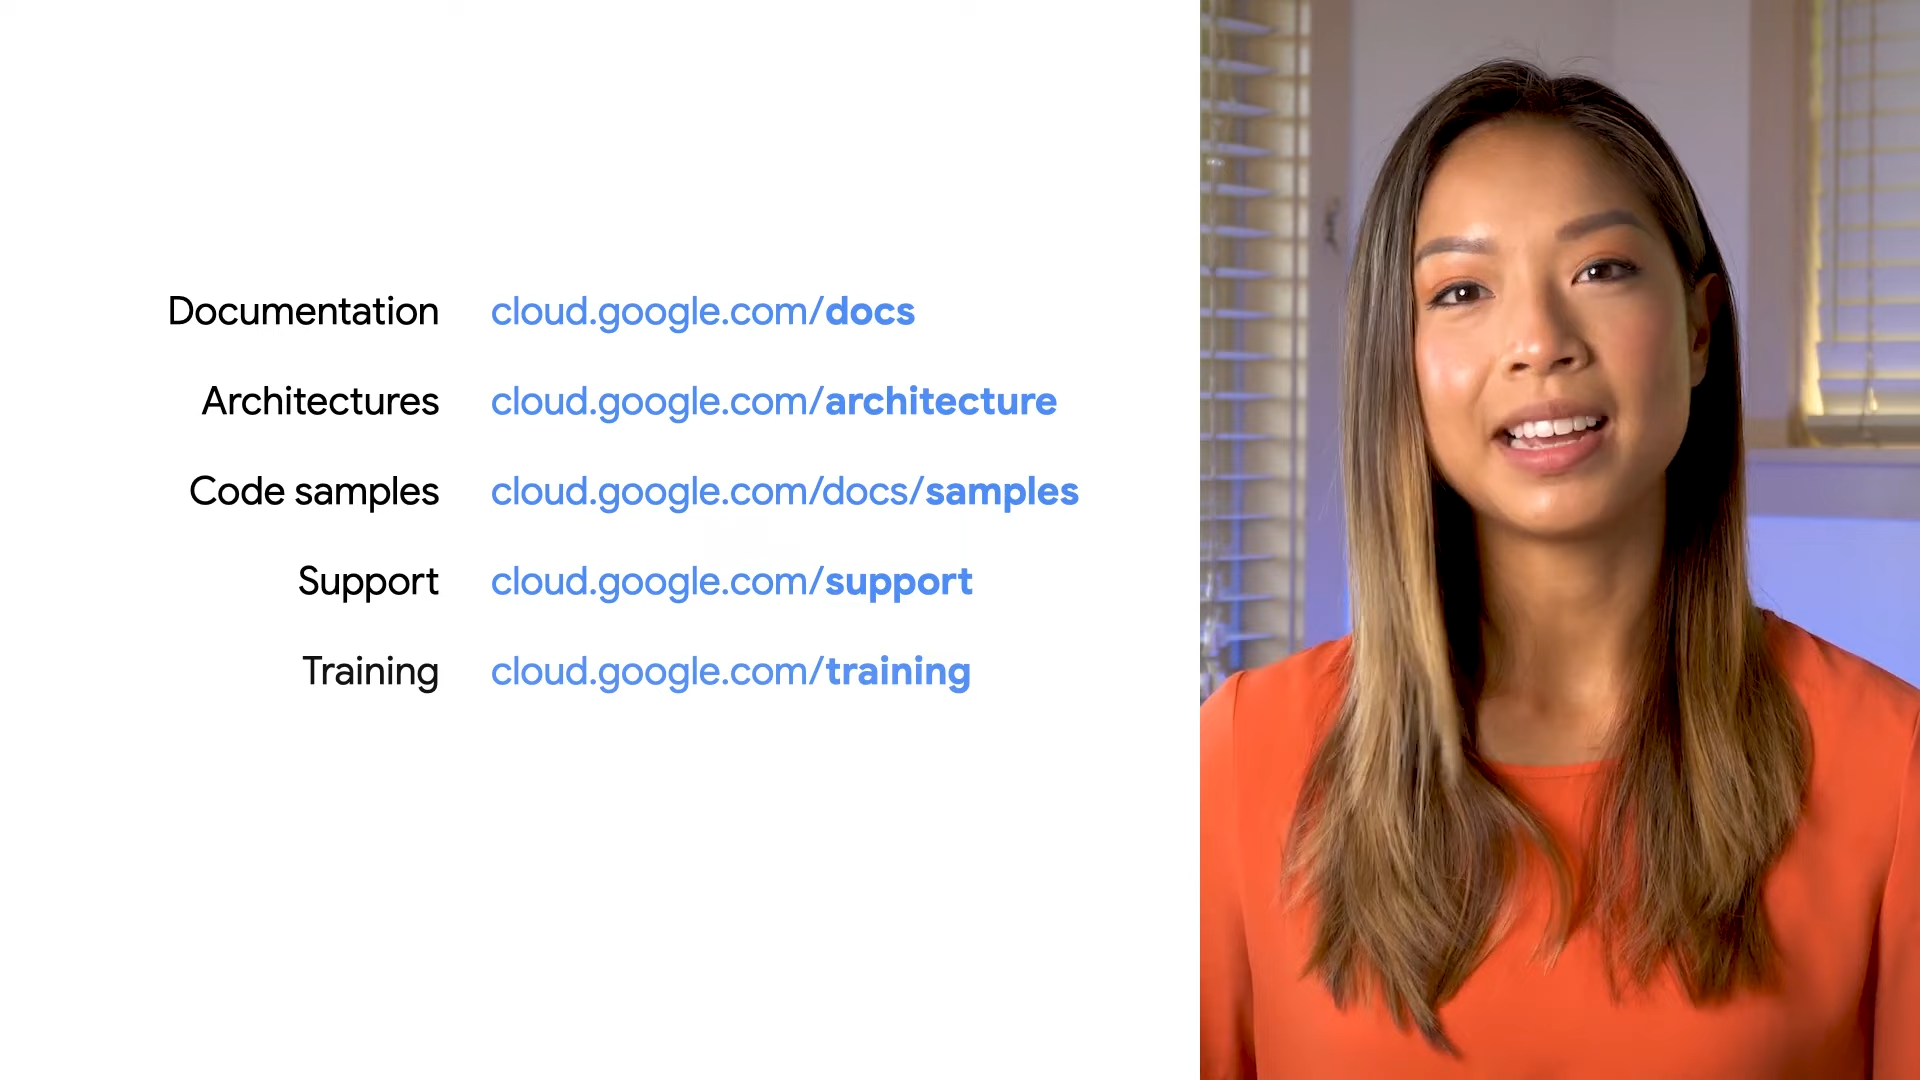 Documentation cloud.google.com/docs
Architectures cloud.google.com/architecture
Code samples cloud.google.com/docs/samples
Support cloud.google.com/support
Training cloud.google.com/training